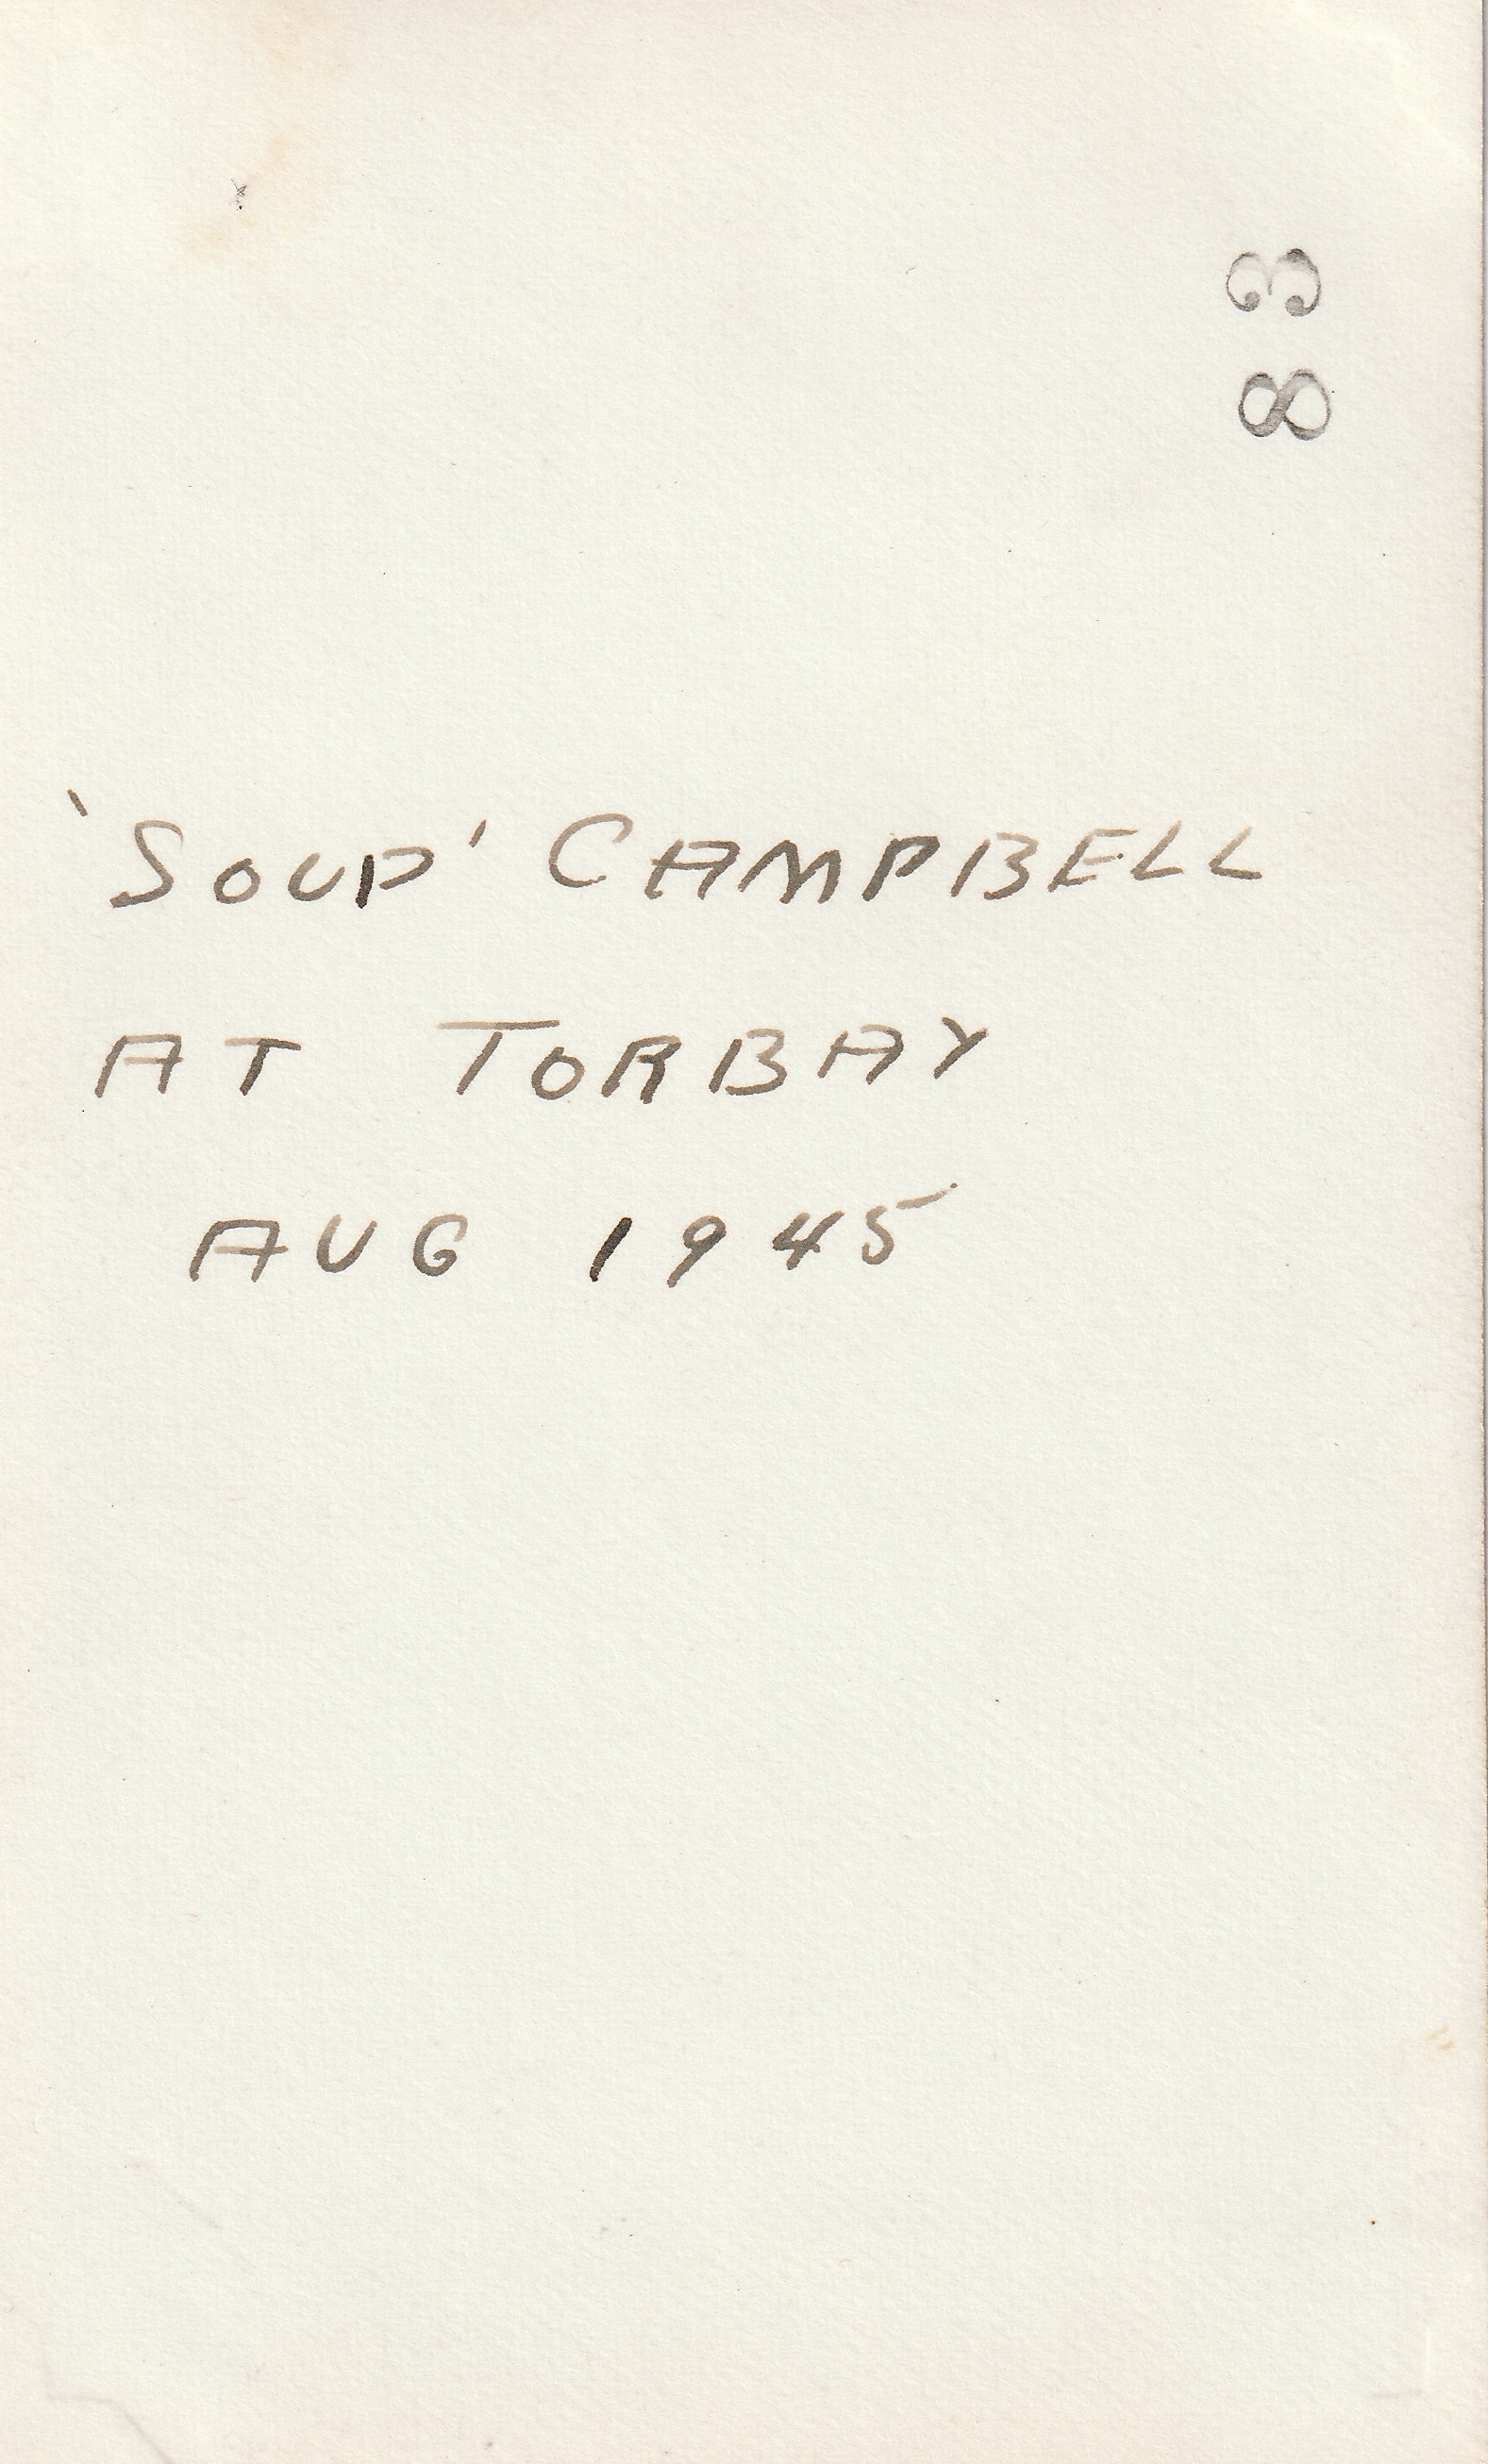 83
'SOUP' CAMPBELL
AT TORBAY
AUG 1945